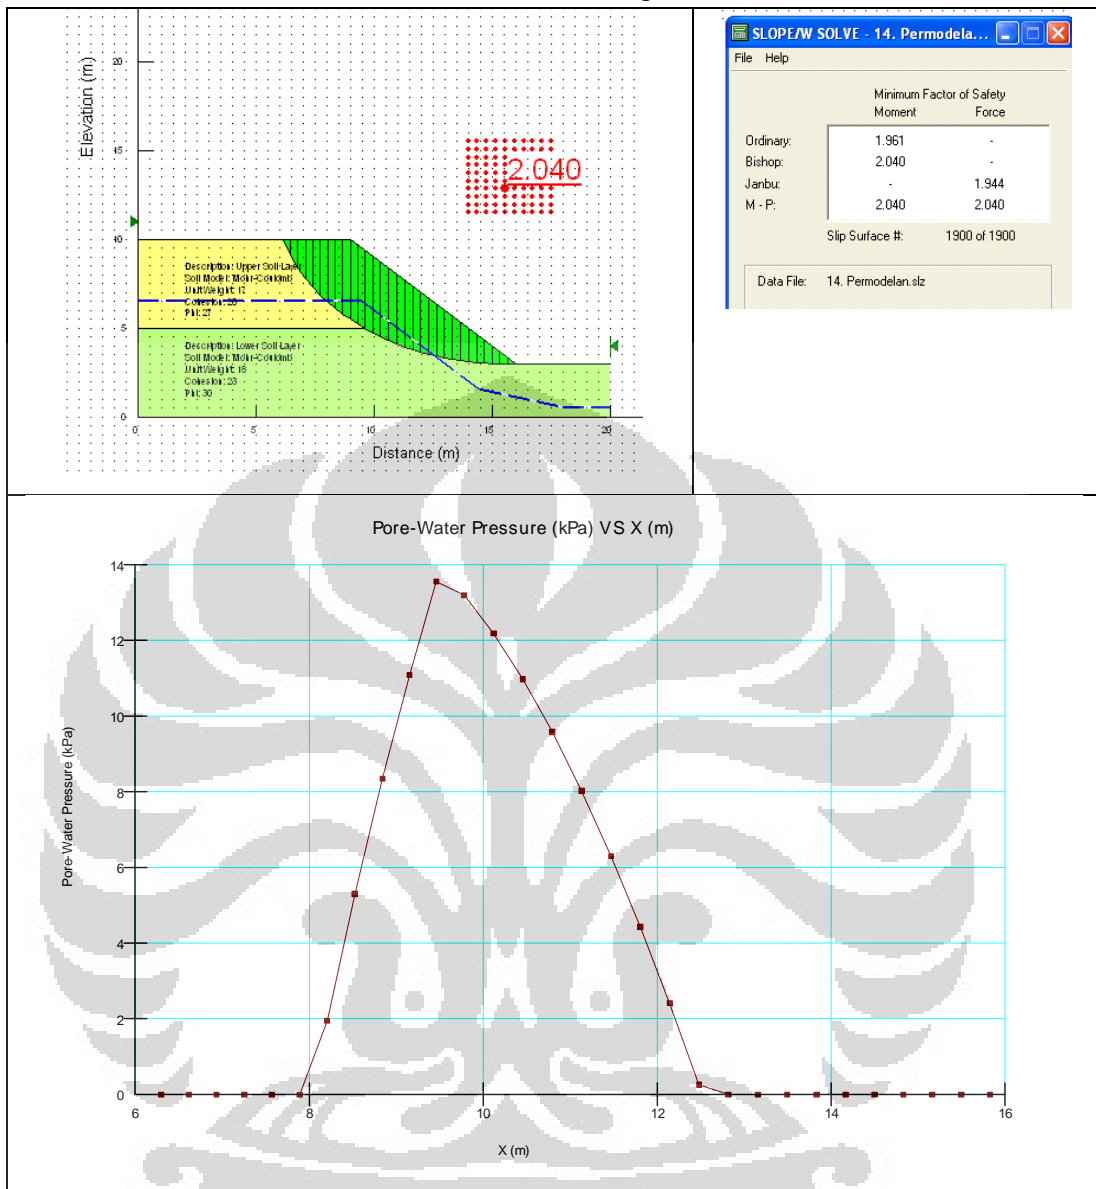 Elevation (m)
20
15
10
5
0
0
5
10
15
20
Distance (m)
2.040
Description: Upper Soil Layer
Soil Model: Mohr-Coulomb
Unit Weight: 17
Cohesion: 20
Phi: 27
Description: Lower Soil Layer
Soil Model: Mohr-Coulomb
Unit Weight: 18
Cohesion: 23
Phi: 30
SLOPE/W SOLVE - 14. Permodela...
File Help
Minimum Factor of Safety
Moment Force
Ordinary: 1.961 -
Bishop: 2.040 -
Janbu: - 1.944
M - P: 2.040 2.040
Slip Surface #: 1900 of 1900
Data File: 14. Permodelan.slz
Pore-Water Pressure (kPa) VS X (m)
Pore-Water Pressure (kPa)
14
12
10
8
6
4
2
0
6
8
10
12
14
16
X (m)